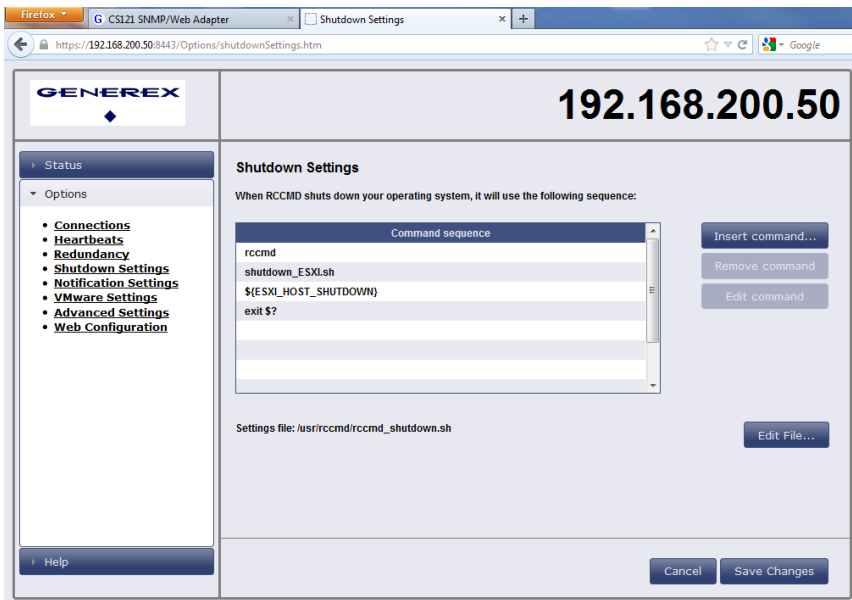 Firefox
G CS121 SNMP/Web Adapter × Shutdown Settings × +
https://192.168.200.50:8443/Options/shutdownSettings.htm
Google
GENEREX
192.168.200.50
Status
Options
• Connections
• Heartbeats
• Redundancy
• Shutdown Settings
• Notification Settings
• VMware Settings
• Advanced Settings
• Web Configuration
Help
Shutdown Settings
When RCCMD shuts down your operating system, it will use the following sequence:
Command sequence
rccmd
shutdown_ESXI.sh
${ESXI_HOST_SHUTDOWN}
exit $?
Insert command...
Remove command
Edit command
Settings file: /usr/rccmd/rccmd_shutdown.sh
Edit File...
Cancel
Save Changes